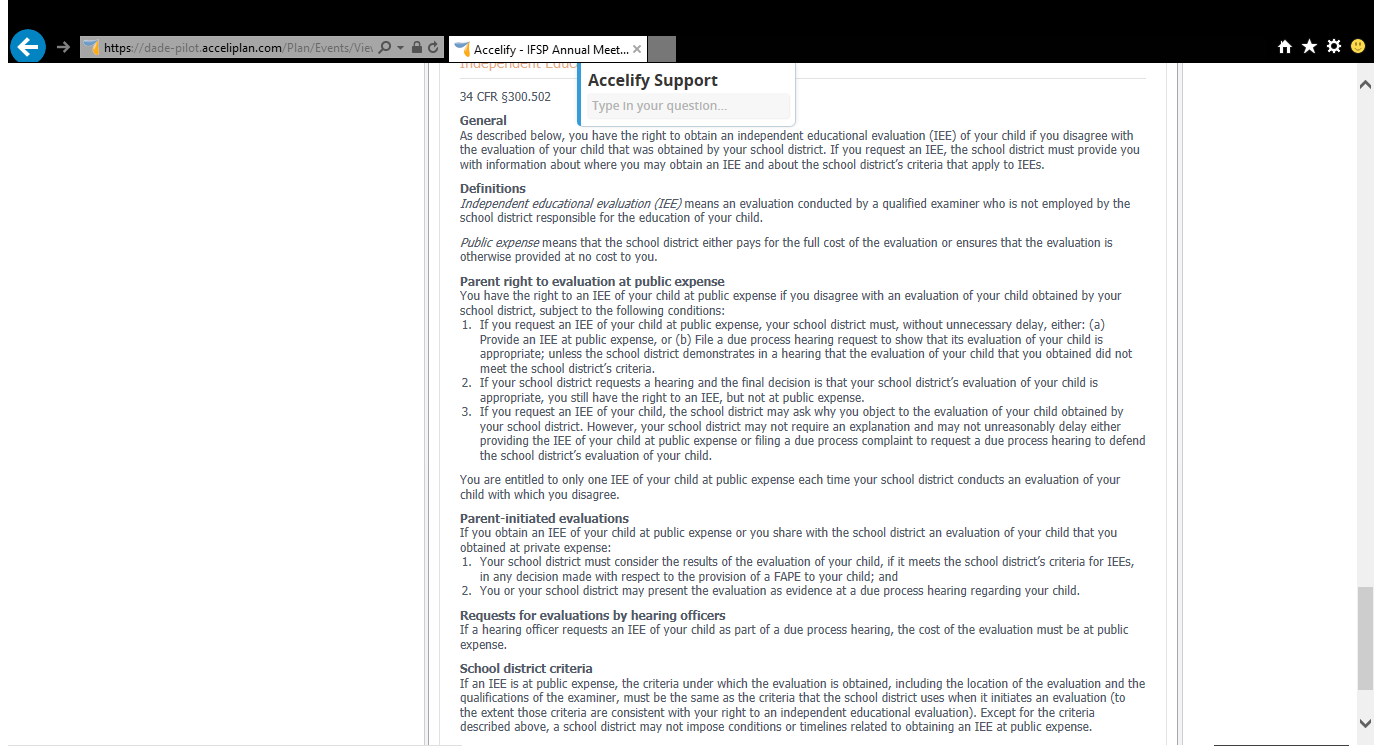 https://dade-pilot.acceliplan.com/Plan/Events/Vie
Accelify - IFSP Annual Meet...
Independent Educ
Accelify Support
Type in your question...
34 CFR §300.502
General
As described below, you have the right to obtain an independent educational evaluation (IEE) of your child if you disagree with
the evaluation of your child that was obtained by your school district. If you request an IEE, the school district must provide you
with information about where you may obtain an IEE and about the school district’s criteria that apply to IEEs.
Definitions
Independent educational evaluation (IEE) means an evaluation conducted by a qualified examiner who is not employed by the
school district responsible for the education of your child.
Public expense means that the school district either pays for the full cost of the evaluation or ensures that the evaluation is
otherwise provided at no cost to you.
Parent right to evaluation at public expense
You have the right to an IEE of your child at public expense if you disagree with an evaluation of your child obtained by your
school district, subject to the following conditions:
1. If you request an IEE of your child at public expense, your school district must, without unnecessary delay, either: (a)
Provide an IEE at public expense, or (b) File a due process hearing request to show that its evaluation of your child is
appropriate; unless the school district demonstrates in a hearing that the evaluation of your child that you obtained did not
meet the school district’s criteria.
2. If your school district requests a hearing and the final decision is that your school district’s evaluation of your child is
appropriate, you still have the right to an IEE, but not at public expense.
3. If you request an IEE of your child, the school district may ask why you object to the evaluation of your child obtained by
your school district. However, your school district may not require an explanation and may not unreasonably delay either
providing the IEE of your child at public expense or filing a due process complaint to request a due process hearing to defend
the school district’s evaluation of your child.
You are entitled to only one IEE of your child at public expense each time your school district conducts an evaluation of your
child with which you disagree.
Parent-initiated evaluations
If you obtain an IEE of your child at public expense or you share with the school district an evaluation of your child that you
obtained at private expense:
1. Your school district must consider the results of the evaluation of your child, if it meets the school district’s criteria for IEEs,
in any decision made with respect to the provision of a FAPE to your child; and
2. You or your school district may present the evaluation as evidence at a due process hearing regarding your child.
Requests for evaluations by hearing officers
If a hearing officer requests an IEE of your child as part of a due process hearing, the cost of the evaluation must be at public
expense.
School district criteria
If an IEE is at public expense, the criteria under which the evaluation is obtained, including the location of the evaluation and the
qualifications of the examiner, must be the same as the criteria that the school district uses when it initiates an evaluation (to
the extent those criteria are consistent with your right to an independent educational evaluation). Except for the criteria
described above, a school district may not impose conditions or timelines related to obtaining an IEE at public expense.